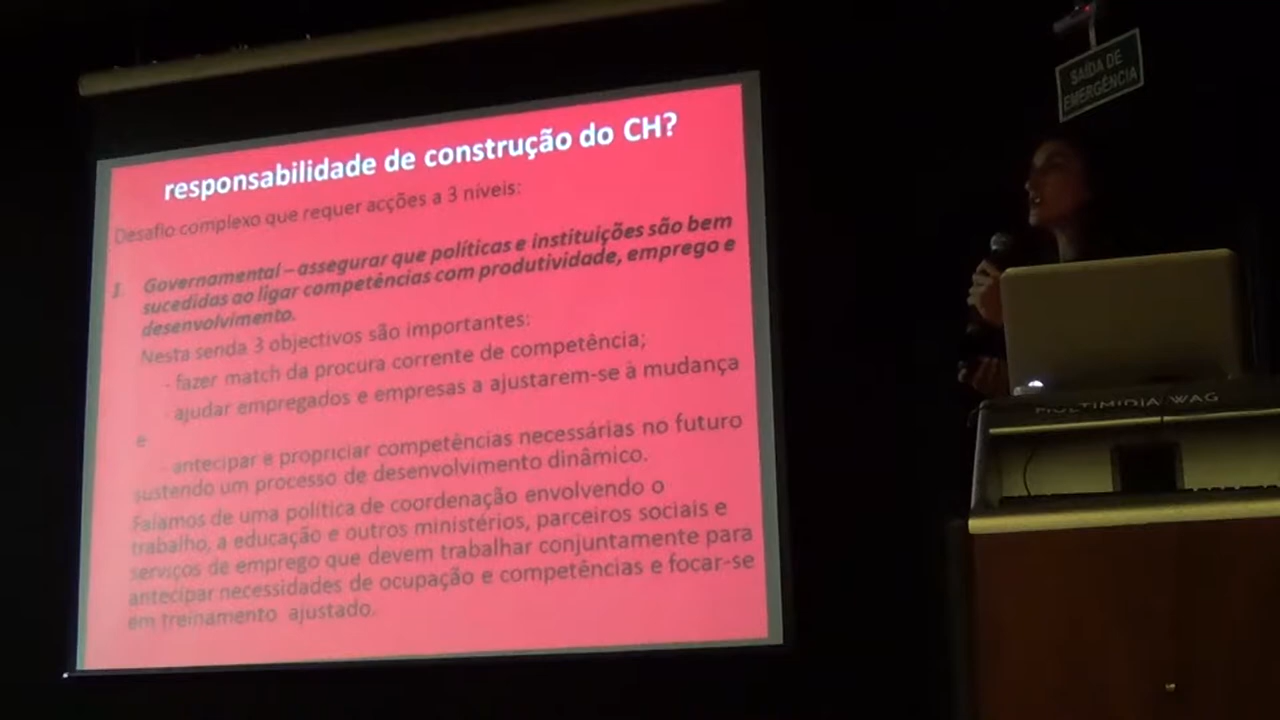 responsabilidade de construção do CH?
Desafio complexo que requer acções a 3 níveis:
1. Governamental – assegurar que políticas e instituições são bem
sucedidas ao ligar competências com produtividade, emprego e
desenvolvimento.
Nesta senda 3 objectivos são importantes:
- fazer match da procura corrente de competência;
- ajudar empregados e empresas a ajustarem-se à mudança
e
- antecipar e propriciar competências necessárias no futuro
sustendo um processo de desenvolvimento dinâmico.
Falamos de uma política de coordenação envolvendo o
trabalho, a educação e outros ministérios, parceiros sociais e
serviços de emprego que devem trabalhar conjuntamente para
antecipar necessidades de ocupação e competências e focar-se
em treinamento ajustado.
SAÍDA DE
EMERGÊNCIA
MULTIMIDIA WAG